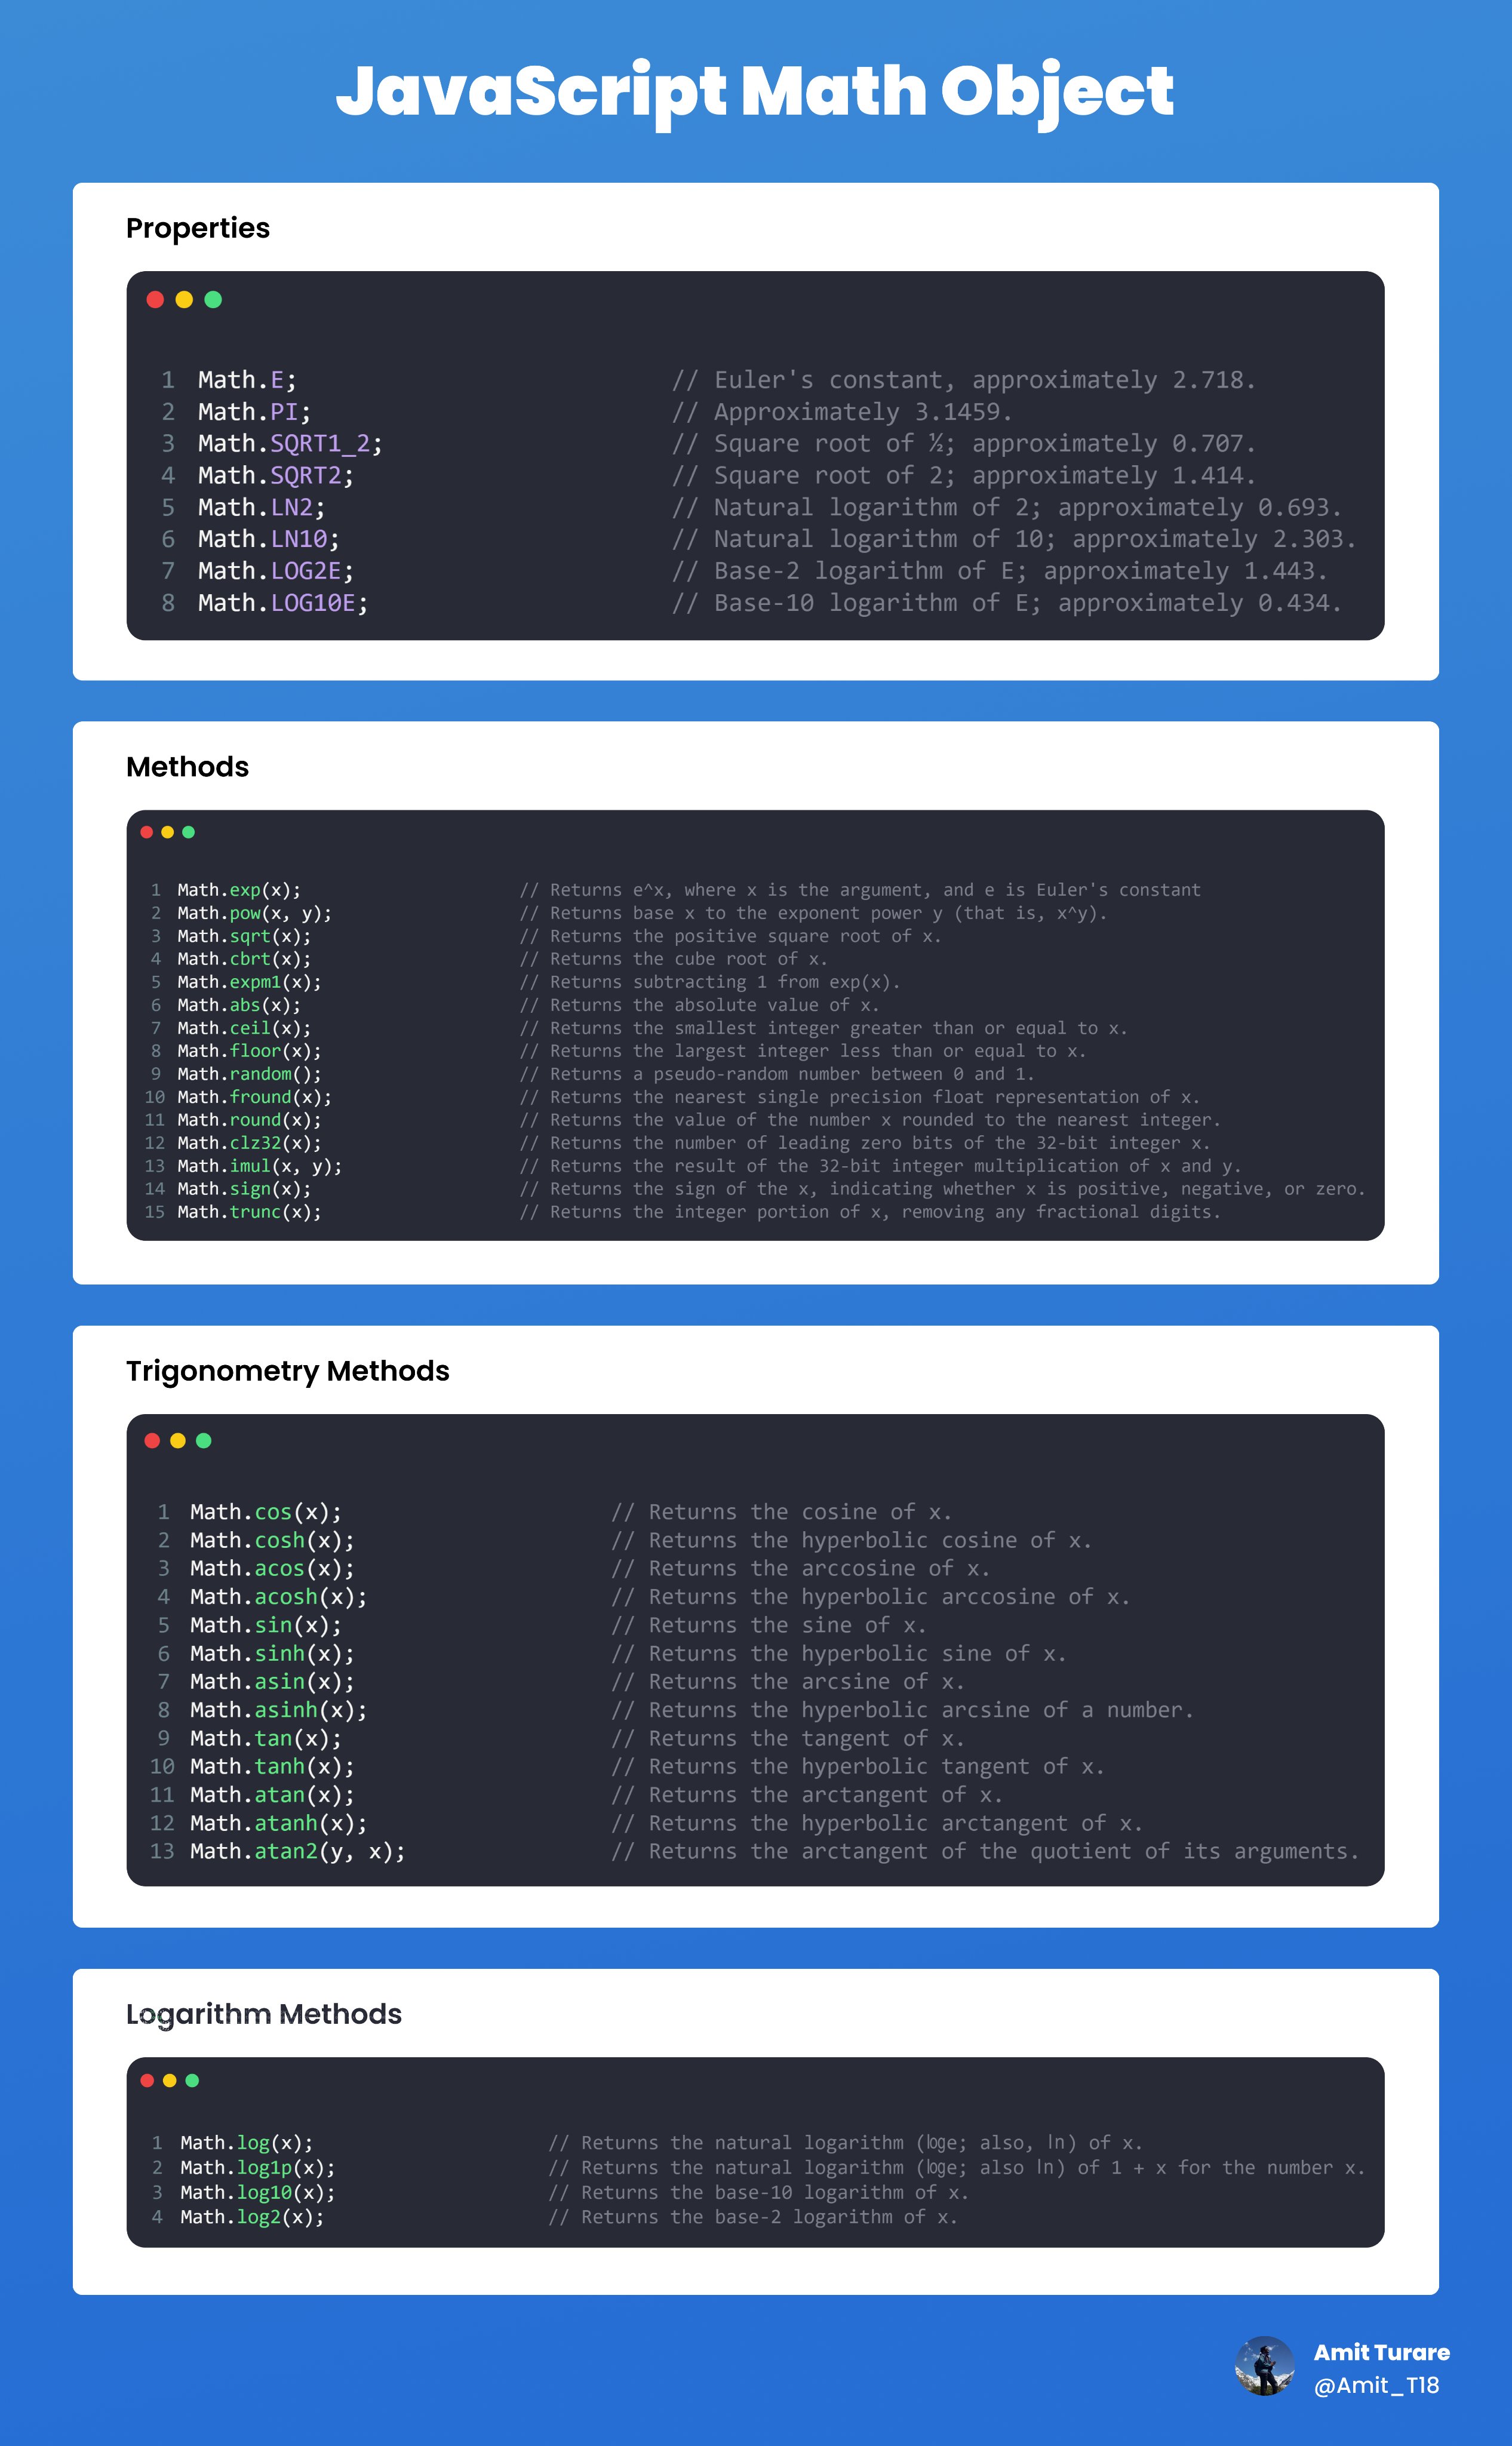 JavaScript Math Object
Properties
1 Math.E; // Euler's constant, approximately 2.718.
2 Math.PI; // Approximately 3.1459.
3 Math.SQRT1_2; // Square root of ½; approximately 0.707.
4 Math.SQRT2; // Square root of 2; approximately 1.414.
5 Math.LN2; // Natural logarithm of 2; approximately 0.693.
6 Math.LN10; // Natural logarithm of 10; approximately 2.303.
7 Math.LOG2E; // Base-2 logarithm of E; approximately 1.443.
8 Math.LOG10E; // Base-10 logarithm of E; approximately 0.434.
Methods
1 Math.exp(x); // Returns e^x, where x is the argument, and e is Euler's constant
2 Math.pow(x, y); // Returns base x to the exponent power y (that is, x^y).
3 Math.sqrt(x); // Returns the positive square root of x.
4 Math.cbrt(x); // Returns the cube root of x.
5 Math.expm1(x); // Returns subtracting 1 from exp(x).
6 Math.abs(x); // Returns the absolute value of x.
7 Math.ceil(x); // Returns the smallest integer greater than or equal to x.
8 Math.floor(x); // Returns the largest integer less than or equal to x.
9 Math.random(); // Returns a pseudo-random number between 0 and 1.
10 Math.fround(x); // Returns the nearest single precision float representation of x.
11 Math.round(x); // Returns the value of the number x rounded to the nearest integer.
12 Math.clz32(x); // Returns the number of leading zero bits of the 32-bit integer x.
13 Math.imul(x, y); // Returns the result of the 32-bit integer multiplication of x and y.
14 Math.sign(x); // Returns the sign of the x, indicating whether x is positive, negative, or zero.
15 Math.trunc(x); // Returns the integer portion of x, removing any fractional digits.
Trigonometry Methods
1 Math.cos(x); // Returns the cosine of x.
2 Math.cosh(x); // Returns the hyperbolic cosine of x.
3 Math.acos(x); // Returns the arccosine of x.
4 Math.acosh(x); // Returns the hyperbolic arccosine of x.
5 Math.sin(x); // Returns the sine of x.
6 Math.sinh(x); // Returns the hyperbolic sine of x.
7 Math.asin(x); // Returns the arcsine of x.
8 Math.asinh(x); // Returns the hyperbolic arcsine of a number.
9 Math.tan(x); // Returns the tangent of x.
10 Math.tanh(x); // Returns the hyperbolic tangent of x.
11 Math.atan(x); // Returns the arctangent of x.
12 Math.atanh(x); // Returns the hyperbolic arctangent of x.
13 Math.atan2(y, x); // Returns the arctangent of the quotient of its arguments.
Logarithm Methods
1 Math.log(x); // Returns the natural logarithm (㏒e; also, ㏑) of x.
2 Math.log1p(x); // Returns the natural logarithm (㏒e; also ㏑) of 1 + x for the number x.
3 Math.log10(x); // Returns the base-10 logarithm of x.
4 Math.log2(x); // Returns the base-2 logarithm of x.
Amit Turare
@Amit_T18